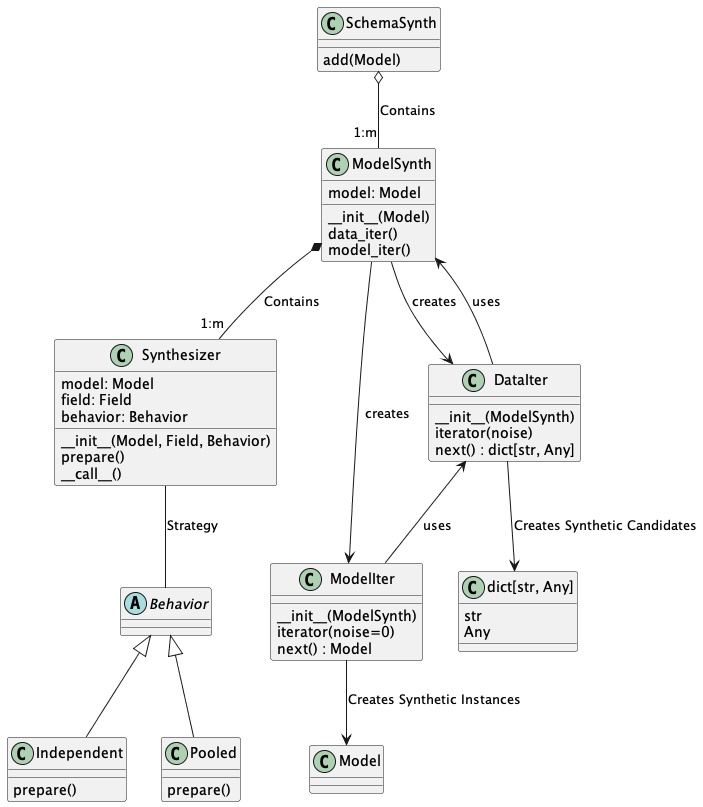 C SchemaSynth
add(Model)
Contains
1:m
C ModelSynth
model: Model
__init__(Model)
data_iter()
model_iter()
Contains
creates
uses
1:m
C Synthesizer
model: Model
field: Field
behavior: Behavior
__init__(Model, Field, Behavior)
prepare()
__call__()
C DataIter
__init__(ModelSynth)
iterator(noise)
next() : dict[str, Any]
creates
Strategy
uses
Creates Synthetic Candidates
A Behavior
C ModelIter
__init__(ModelSynth)
iterator(noise=0)
next() : Model
C dict[str, Any]
str
Any
Creates Synthetic Instances
C Independent
prepare()
C Pooled
prepare()
C Model